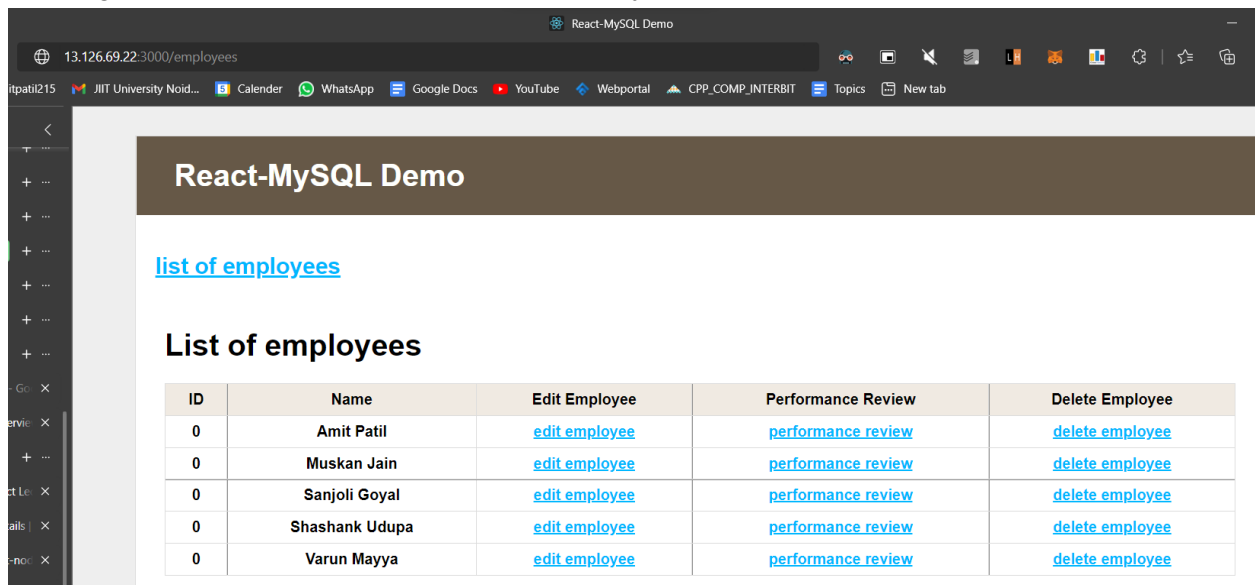 React-MySQL Demo
13.126.69.22:3000/employees
itpatil215 JIIT University Noid... 5 Calender WhatsApp Google Docs YouTube Webportal CPP_COMP_INTERBIT Topics New tab
React-MySQL Demo
list of employees
List of employees
ID Name Edit Employee Performance Review Delete Employee
0 Amit Patil edit employee performance review delete employee
0 Muskan Jain edit employee performance review delete employee
0 Sanjoli Goyal edit employee performance review delete employee
0 Shashank Udupa edit employee performance review delete employee
0 Varun Mayya edit employee performance review delete employee